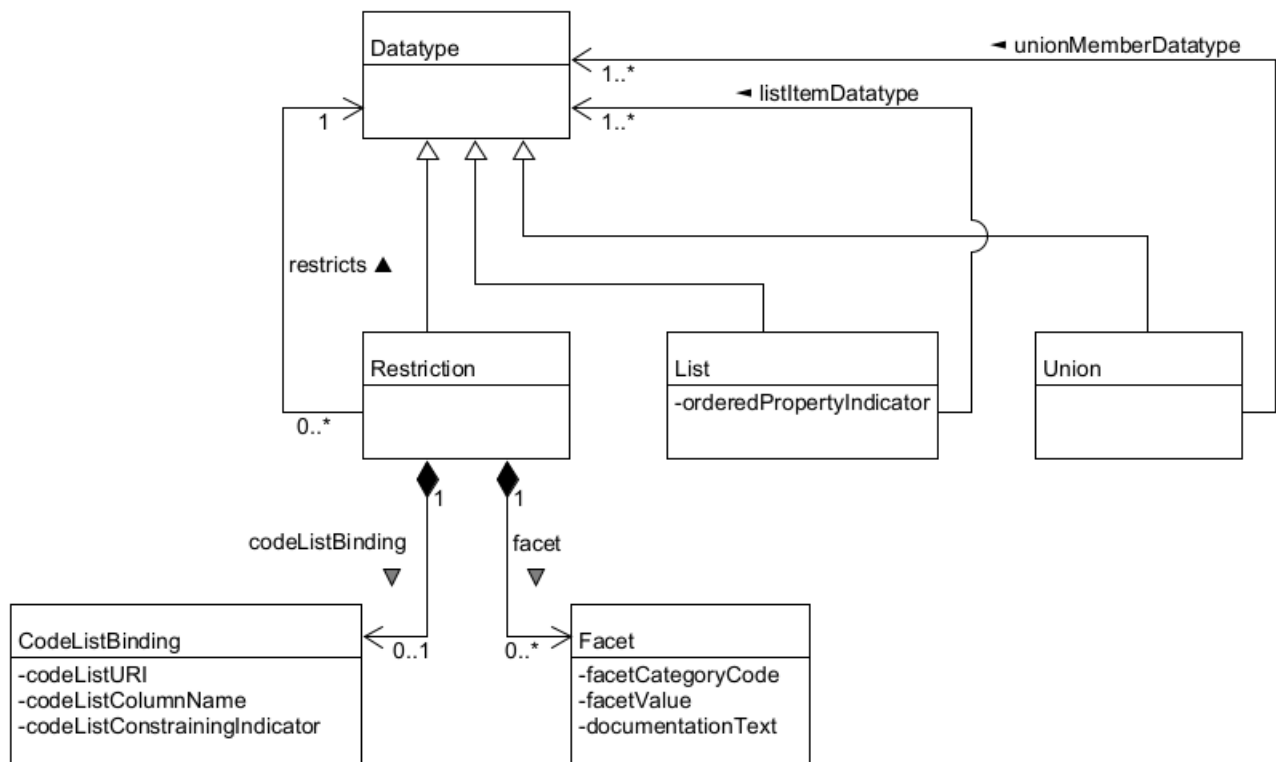 Datatype
◄ unionMemberDatatype
1..*
◄ listItemDatatype
1
1..*
restricts ▲
Restriction
List
Union
-orderedPropertyIndicator
0..*
1
1
codeListBinding
facet
▼
▼
CodeListBinding
Facet
0..1
0..*
-codeListURI
-codeListColumnName
-codeListConstrainingIndicator
-facetCategoryCode
-facetValue
-documentationText